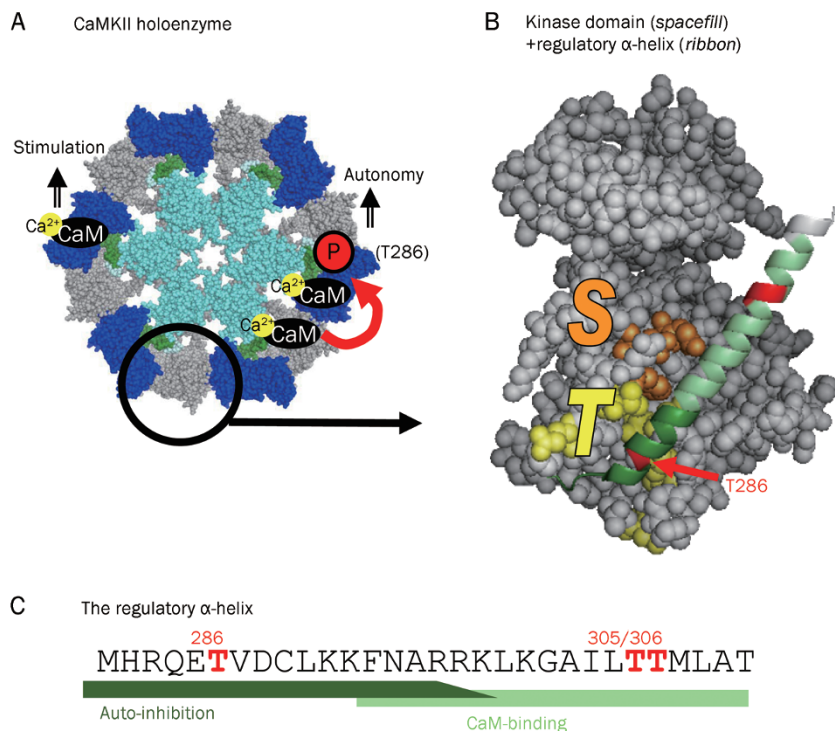 A
CaMKII holoenzyme
Stimulation
Autonomy
Ca2+
CaM
P
(T286)
Ca2+
CaM
Ca2+
CaM
B
Kinase domain (spacefill)
+regulatory α-helix (ribbon)
S
T
T286
C
The regulatory α-helix
286
305/306
MHRQETVDCLKKFNARRKLKGAILTTMLAT
Auto-inhibition
CaM-binding